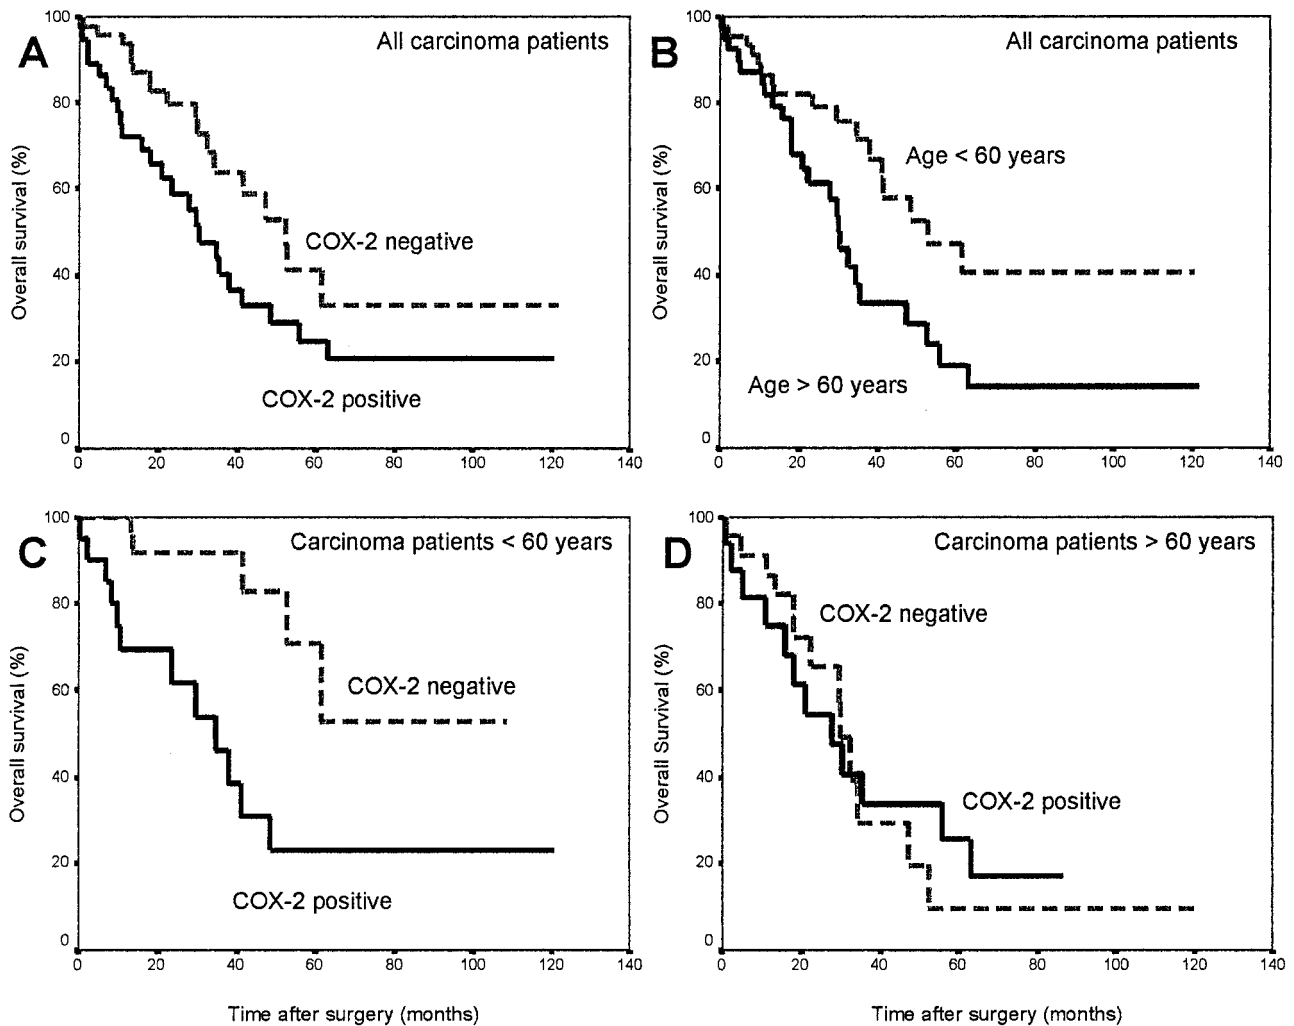 A
All carcinoma patients
Overall survival (%)
100
80
60
40
20
0
COX-2 negative
COX-2 positive
0 20 40 60 80 100 120 140
B
All carcinoma patients
Overall survival (%)
100
80
60
40
20
0
Age < 60 years
Age > 60 years
0 20 40 60 80 100 120 140
C
Carcinoma patients < 60 years
Overall survival (%)
100
80
60
40
20
0
COX-2 negative
COX-2 positive
0 20 40 60 80 100 120 140
Time after surgery (months)
D
Carcinoma patients > 60 years
Overall Survival (%)
100
80
60
40
20
0
COX-2 negative
COX-2 positive
0 20 40 60 80 100 120 140
Time after surgery (months)